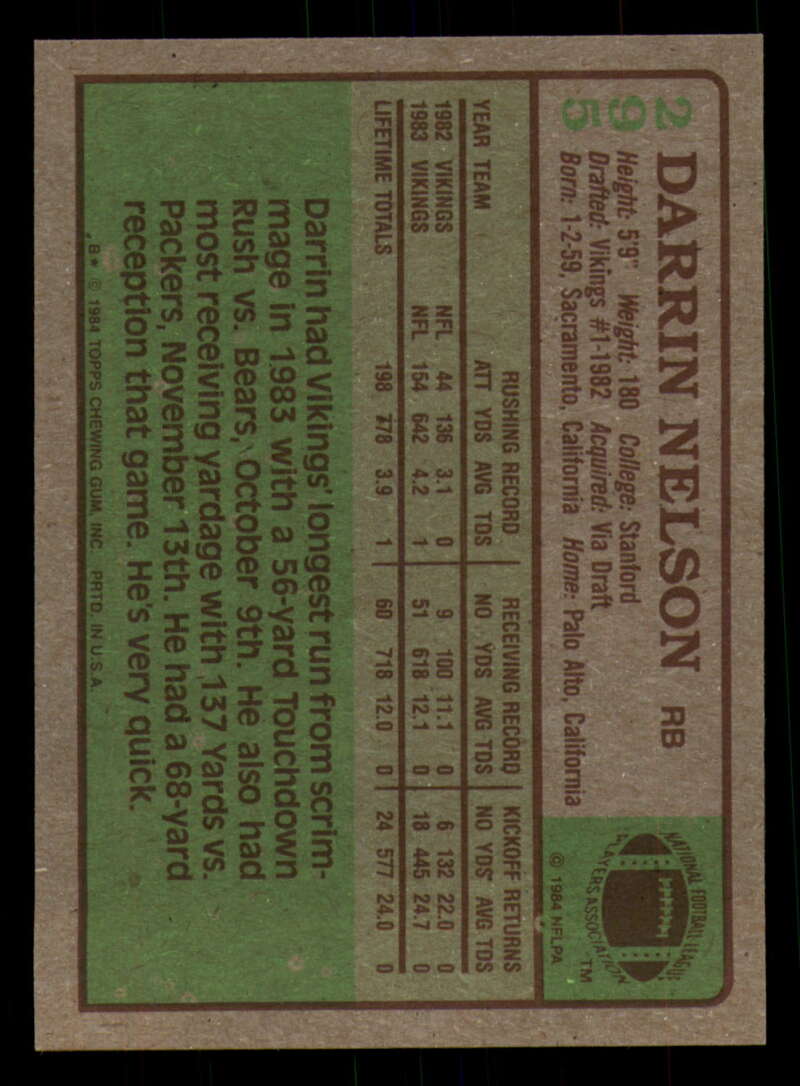 295
DARRIN NELSON RB
Height: 5'9" Weight: 180 College: Stanford
Drafted: Vikings #1-1982 Acquired: Via Draft
Born: 1-2-59, Sacramento, California Home: Palo Alto, California
NATIONAL FOOTBALL LEAGUE
PLAYERS ASSOCIATION
TM
© 1984 NFLPA
RUSHING RECORD RECEIVING RECORD KICKOFF RETURNS
YEAR TEAM ATT YDS AVG TDS NO YDS AVG TDS NO YDS AVG TDS
1982 VIKINGS NFL 44 136 3.1 0 9 100 11.1 0 6 132 22.0 0
1983 VIKINGS NFL 154 642 4.2 1 51 618 12.1 0 18 445 24.7 0
LIFETIME TOTALS 198 778 3.9 1 60 718 12.0 0 24 577 24.0 0
Darrin had Vikings' longest run from scrim-
mage in 1983 with a 56-yard Touchdown
Rush vs. Bears, October 9th. He also had
most receiving yardage with 137 Yards vs.
Packers, November 13th. He had a 68-yard
reception that game. He's very quick.
B* © 1984 TOPPS CHEWING GUM, INC. PRTD. IN U.S.A.